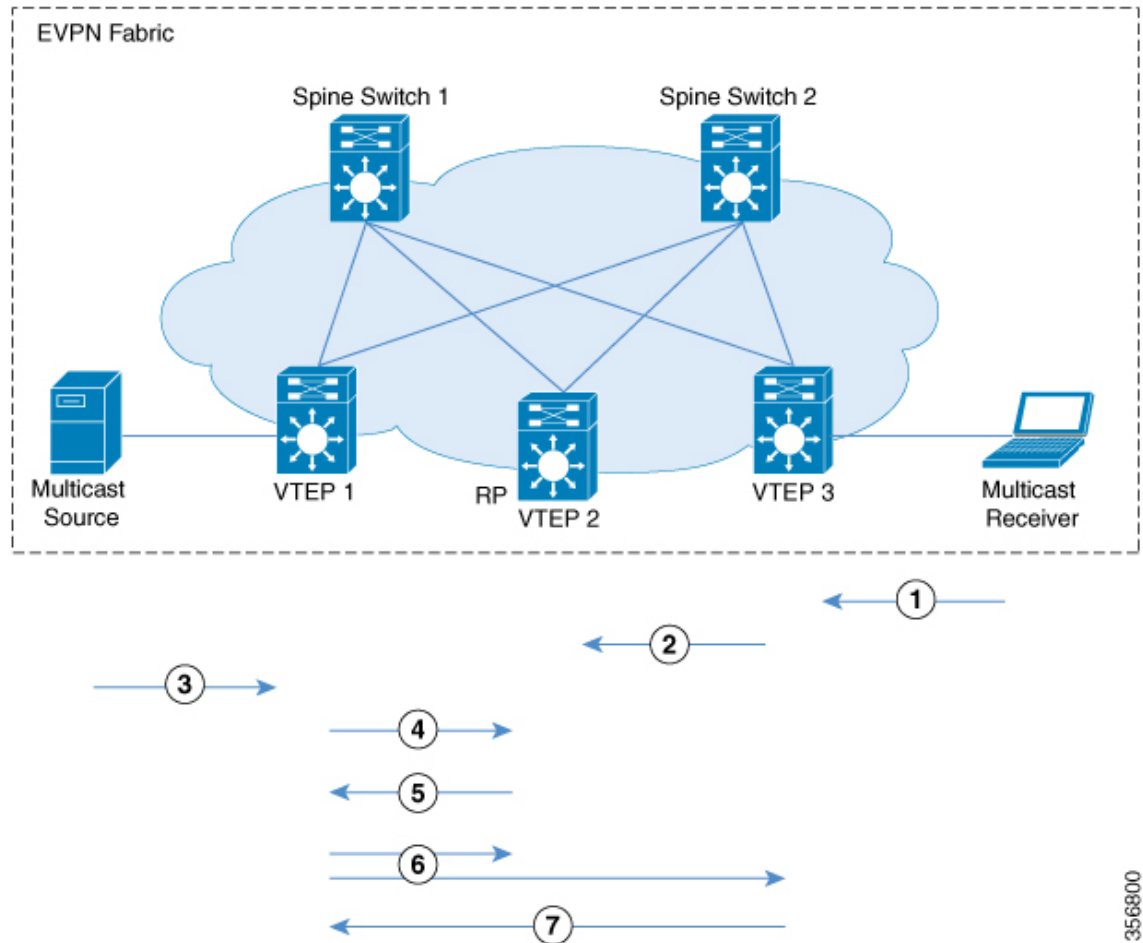 EVPN Fabric
Spine Switch 1
Spine Switch 2
Multicast
Source
VTEP 1
RP
VTEP 2
VTEP 3
Multicast
Receiver
1
2
3
4
5
6
7
356800